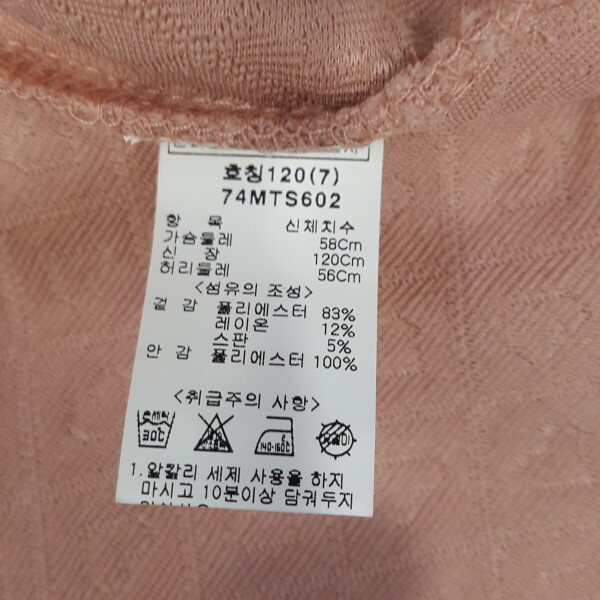 호칭120(7)
74MTS602
항 목 신체치수
가슴둘레 58Cm
신 장 120Cm
허리둘레 56Cm
<섬유의 조성>
겉 감 폴리에스터 83%
레이온 12%
스판 5%
안 감 폴리에스터 100%
<취급주의 사항>
30℃ 140-160℃
1. 알칼리 세제 사용을 하지
마시고 10분이상 담궈두지